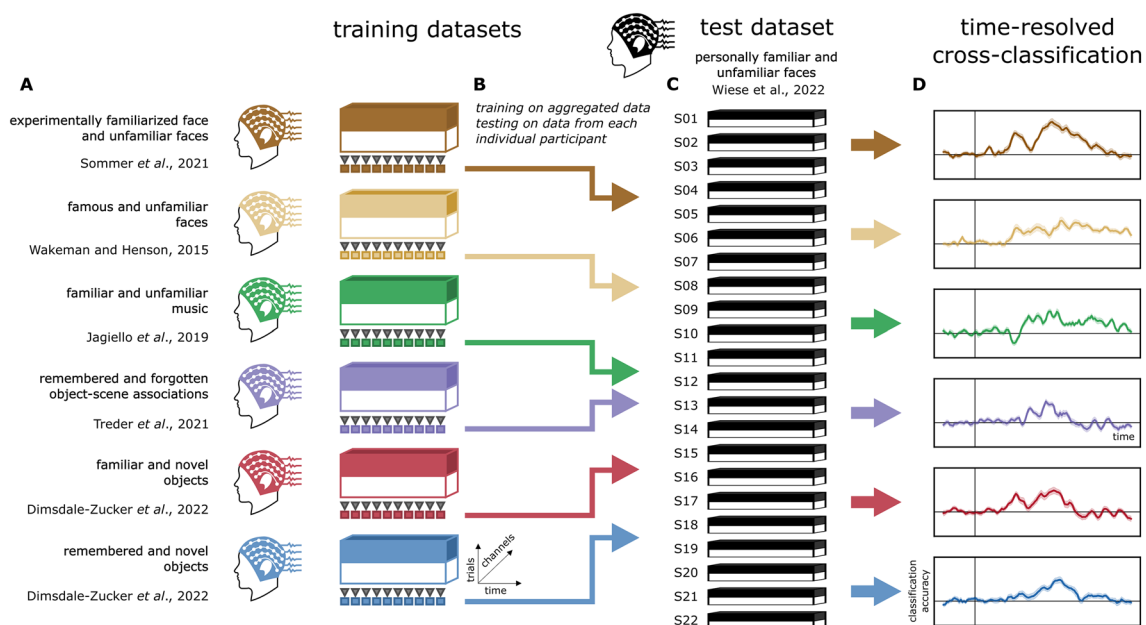 training datasets
test dataset
time-resolved
cross-classification
personally familiar and
unfamiliar faces
Wiese et al., 2022
A
B
C
D
training on aggregated data
testing on data from each
individual participant
experimentally familiarized face
and unfamiliar faces
Sommer et al., 2021
famous and unfamiliar
faces
Wakeman and Henson, 2015
familiar and unfamiliar
music
Jagiello et al., 2019
remembered and forgotten
object-scene associations
Treder et al., 2021
familiar and novel
objects
Dimsdale-Zucker et al., 2022
remembered and novel
objects
Dimsdale-Zucker et al., 2022
trials
channels
time
S01
S02
S03
S04
S05
S06
S07
S08
S09
S10
S11
S12
S13
S14
S15
S16
S17
S18
S19
S20
S21
S22
time
classification
accuracy